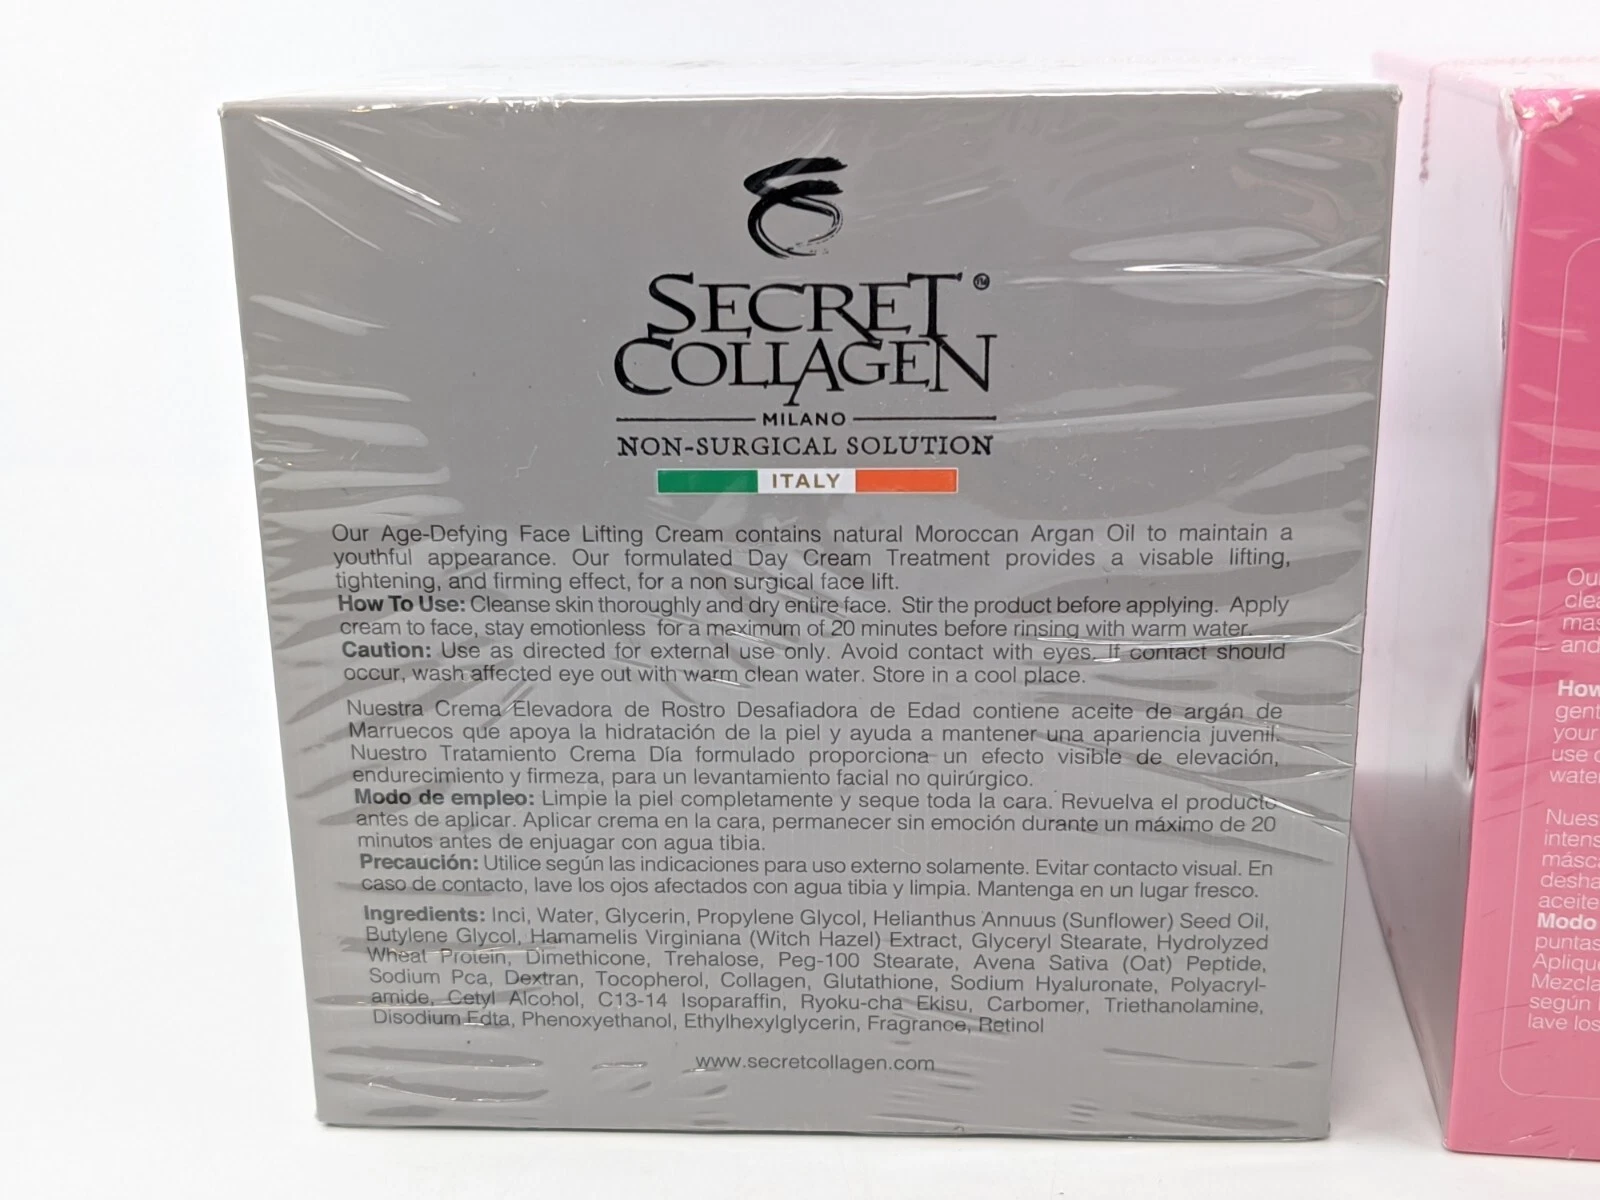 SECRET
COLLAGEN
MILANO
NON-SURGICAL SOLUTION
ITALY
Our Age-Defying Face Lifting Cream contains natural Moroccan Argan Oil to maintain a
youthful appearance. Our formulated Day Cream Treatment provides a visable lifting,
tightening, and firming effect, for a non surgical face lift.
How To Use: Cleanse skin thoroughly and dry entire face. Stir the product before applying. Apply
cream to face, stay emotionless for a maximum of 20 minutes before rinsing with warm water.
Caution: Use as directed for external use only. Avoid contact with eyes. If contact should
occur, wash affected eye out with warm clean water. Store in a cool place.
Nuestra Crema Elevadora de Rostro Desafiadora de Edad contiene aceite de argán de
Marruecos que apoya la hidratación de la piel y ayuda a mantener una apariencia juvenil.
Nuestro Tratamiento Crema Día formulado proporciona un efecto visible de elevación,
endurecimiento y firmeza, para un levantamiento facial no quirúrgico.
Modo de empleo: Limpie la piel completamente y seque toda la cara. Revuelva el producto
antes de aplicar. Aplicar crema en la cara, permanecer sin emoción durante un máximo de 20
minutos antes de enjuagar con agua tibia.
Precaución: Utilice según las indicaciones para uso externo solamente. Evitar contacto visual. En
caso de contacto, lave los ojos afectados con agua tibia y limpia. Mantenga en un lugar fresco.
Ingredients: Inci, Water, Glycerin, Propylene Glycol, Helianthus Annuus (Sunflower) Seed Oil,
Butylene Glycol, Hamamelis Virginiana (Witch Hazel) Extract, Glyceryl Stearate, Hydrolyzed
Wheat Protein, Dimethicone, Trehalose, Peg-100 Stearate, Avena Sativa (Oat) Peptide,
Sodium Pca, Dextran, Tocopherol, Collagen, Glutathione, Sodium Hyaluronate, Polyacryl-
amide, Cetyl Alcohol, C13-14 Isoparaffin, Ryoku-cha Ekisu, Carbomer, Triethanolamine,
Disodium Edta, Phenoxyethanol, Ethylhexylglycerin, Fragrance, Retinol
www.secretcollagen.com
and
How
your
use
Modo
puntas
según
lave los